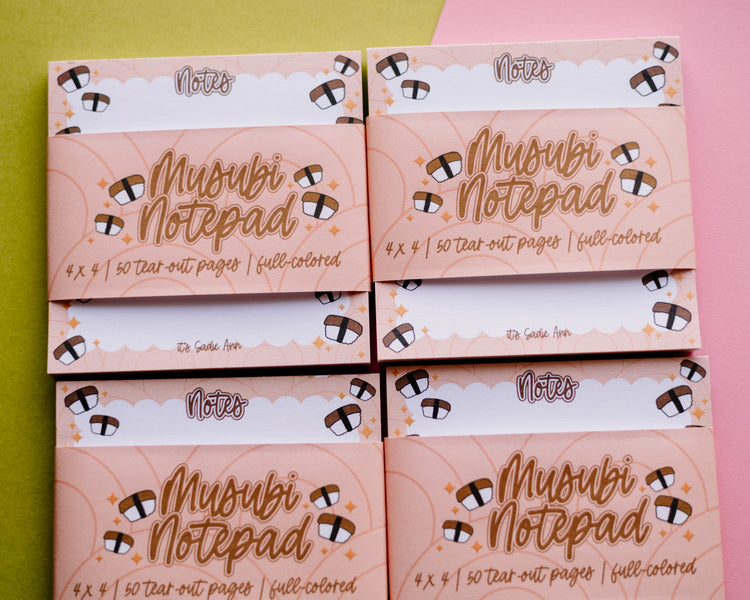 Notes
Musubi
Notepad
4 x 4 | 50 tear-out pages | full-colored
it's Sadie Ann
Notes
Musubi
Notepad
4 x 4 | 50 tear-out pages | full-colored
it's Sadie Ann
Notes
Musubi
Notepad
4 x 4 | 50 tear-out pages | full-colored
Notes
Musubi
Notepad
4 x 4 | 50 tear-out pages | full-colored